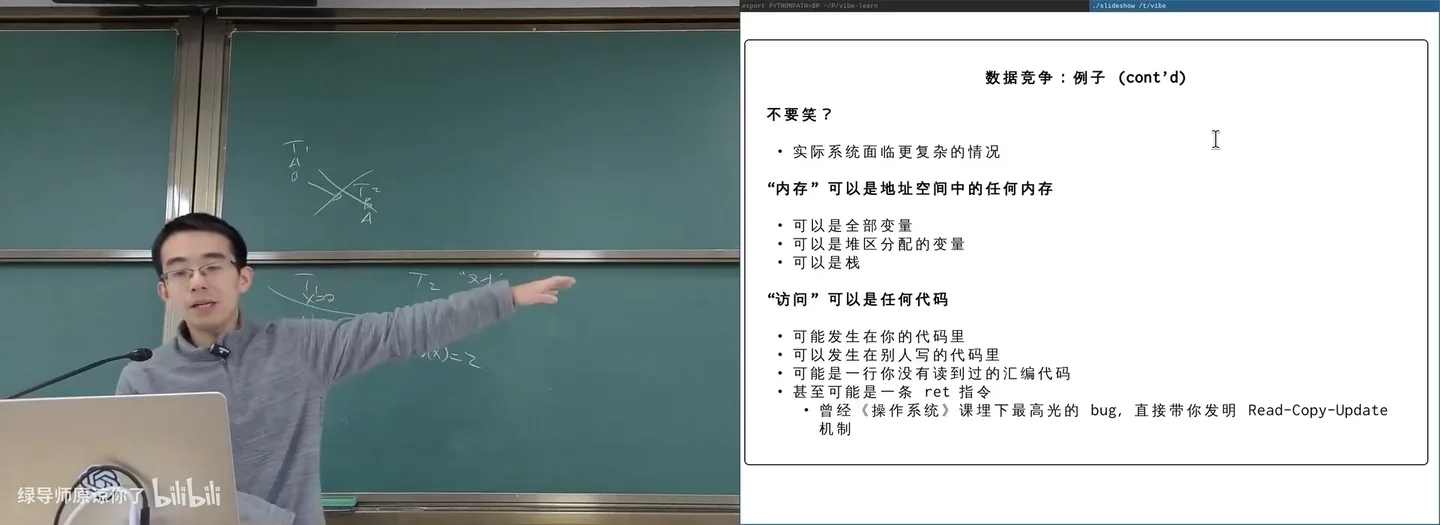 export PYTHONPATH=$P ~/P/vibe-learn
./slideshow /t/vibe
数据竞争：例子 (cont'd)
不要笑？
• 实际系统面临更复杂的情况
“内存” 可以是地址空间中的任何内存
• 可以是全部变量
• 可以是堆区分配的变量
• 可以是栈
“访问” 可以是任何代码
• 可能发生在你的代码里
• 可以发生在别人写的代码里
• 可能是一行你没有读到过的汇编代码
• 甚至可能是一条 ret 指令
• 曾经《操作系统》课埋下最高光的 bug, 直接带你发明 Read-Copy-Update
机制
T1
A
B
T2
B
A
T1
X=2
T2
(X)=2
绿导师原谅你了 bilibili